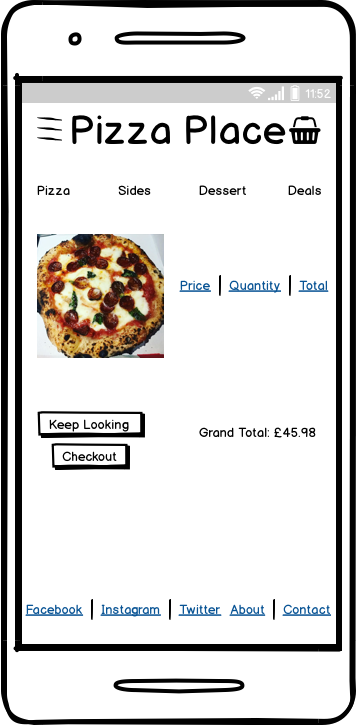 11:52
Pizza Place
Pizza Sides Dessert Deals
Price | Quantity | Total
Keep Looking
Grand Total: £45.98
Checkout
Facebook | Instagram | Twitter About | Contact